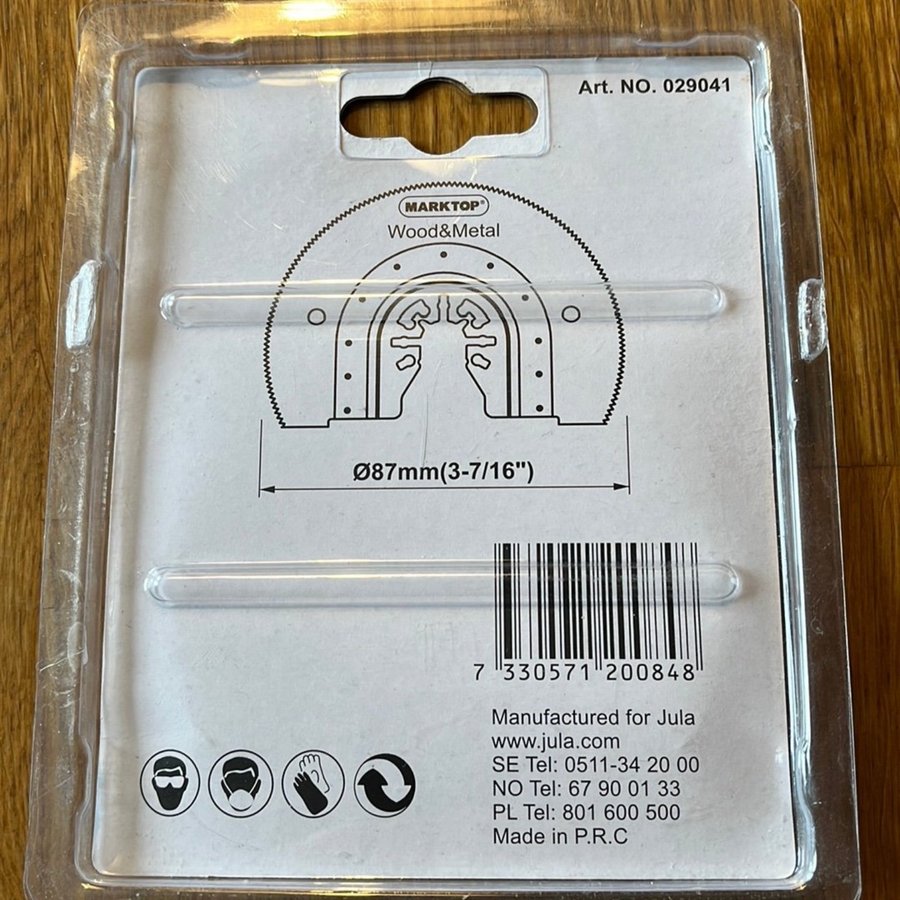 Art. NO. 029041
MARKTOP®
Wood&Metal
Ø87mm(3-7/16")
7 330571 200848
Manufactured for Jula
www.jula.com
SE Tel: 0511-34 20 00
NO Tel: 67 90 01 33
PL Tel: 801 600 500
Made in P.R.C